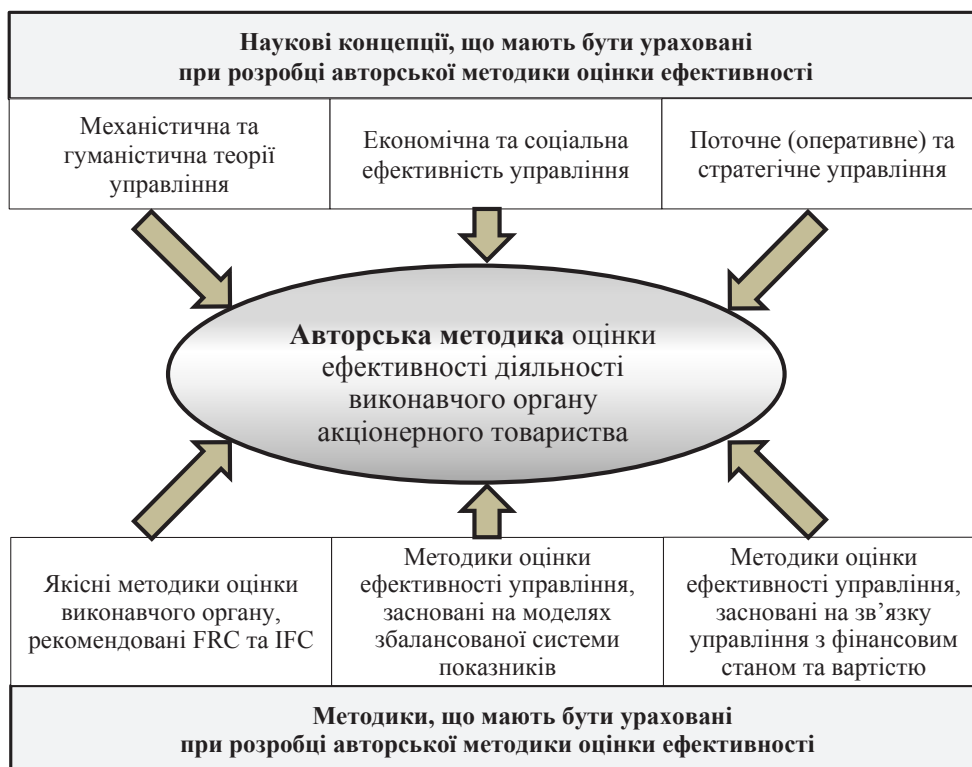 Наукові концепції, що мають бути ураховані
при розробці авторської методики оцінки ефективності
Механістична та
гуманістична теорії
управління
Економічна та соціальна
ефективність управління
Поточне (оперативне) та
стратегічне управління
Авторська методика оцінки
ефективності діяльності
виконавчого органу
акціонерного товариства
Якісні методики оцінки
виконавчого органу,
рекомендовані FRC та IFC
Методики оцінки
ефективності управління,
засновані на моделях
збалансованої системи
показників
Методики оцінки
ефективності управління,
засновані на зв’язку
управління з фінансовим
станом та вартістю
Методики, що мають бути ураховані
при розробці авторської методики оцінки ефективності